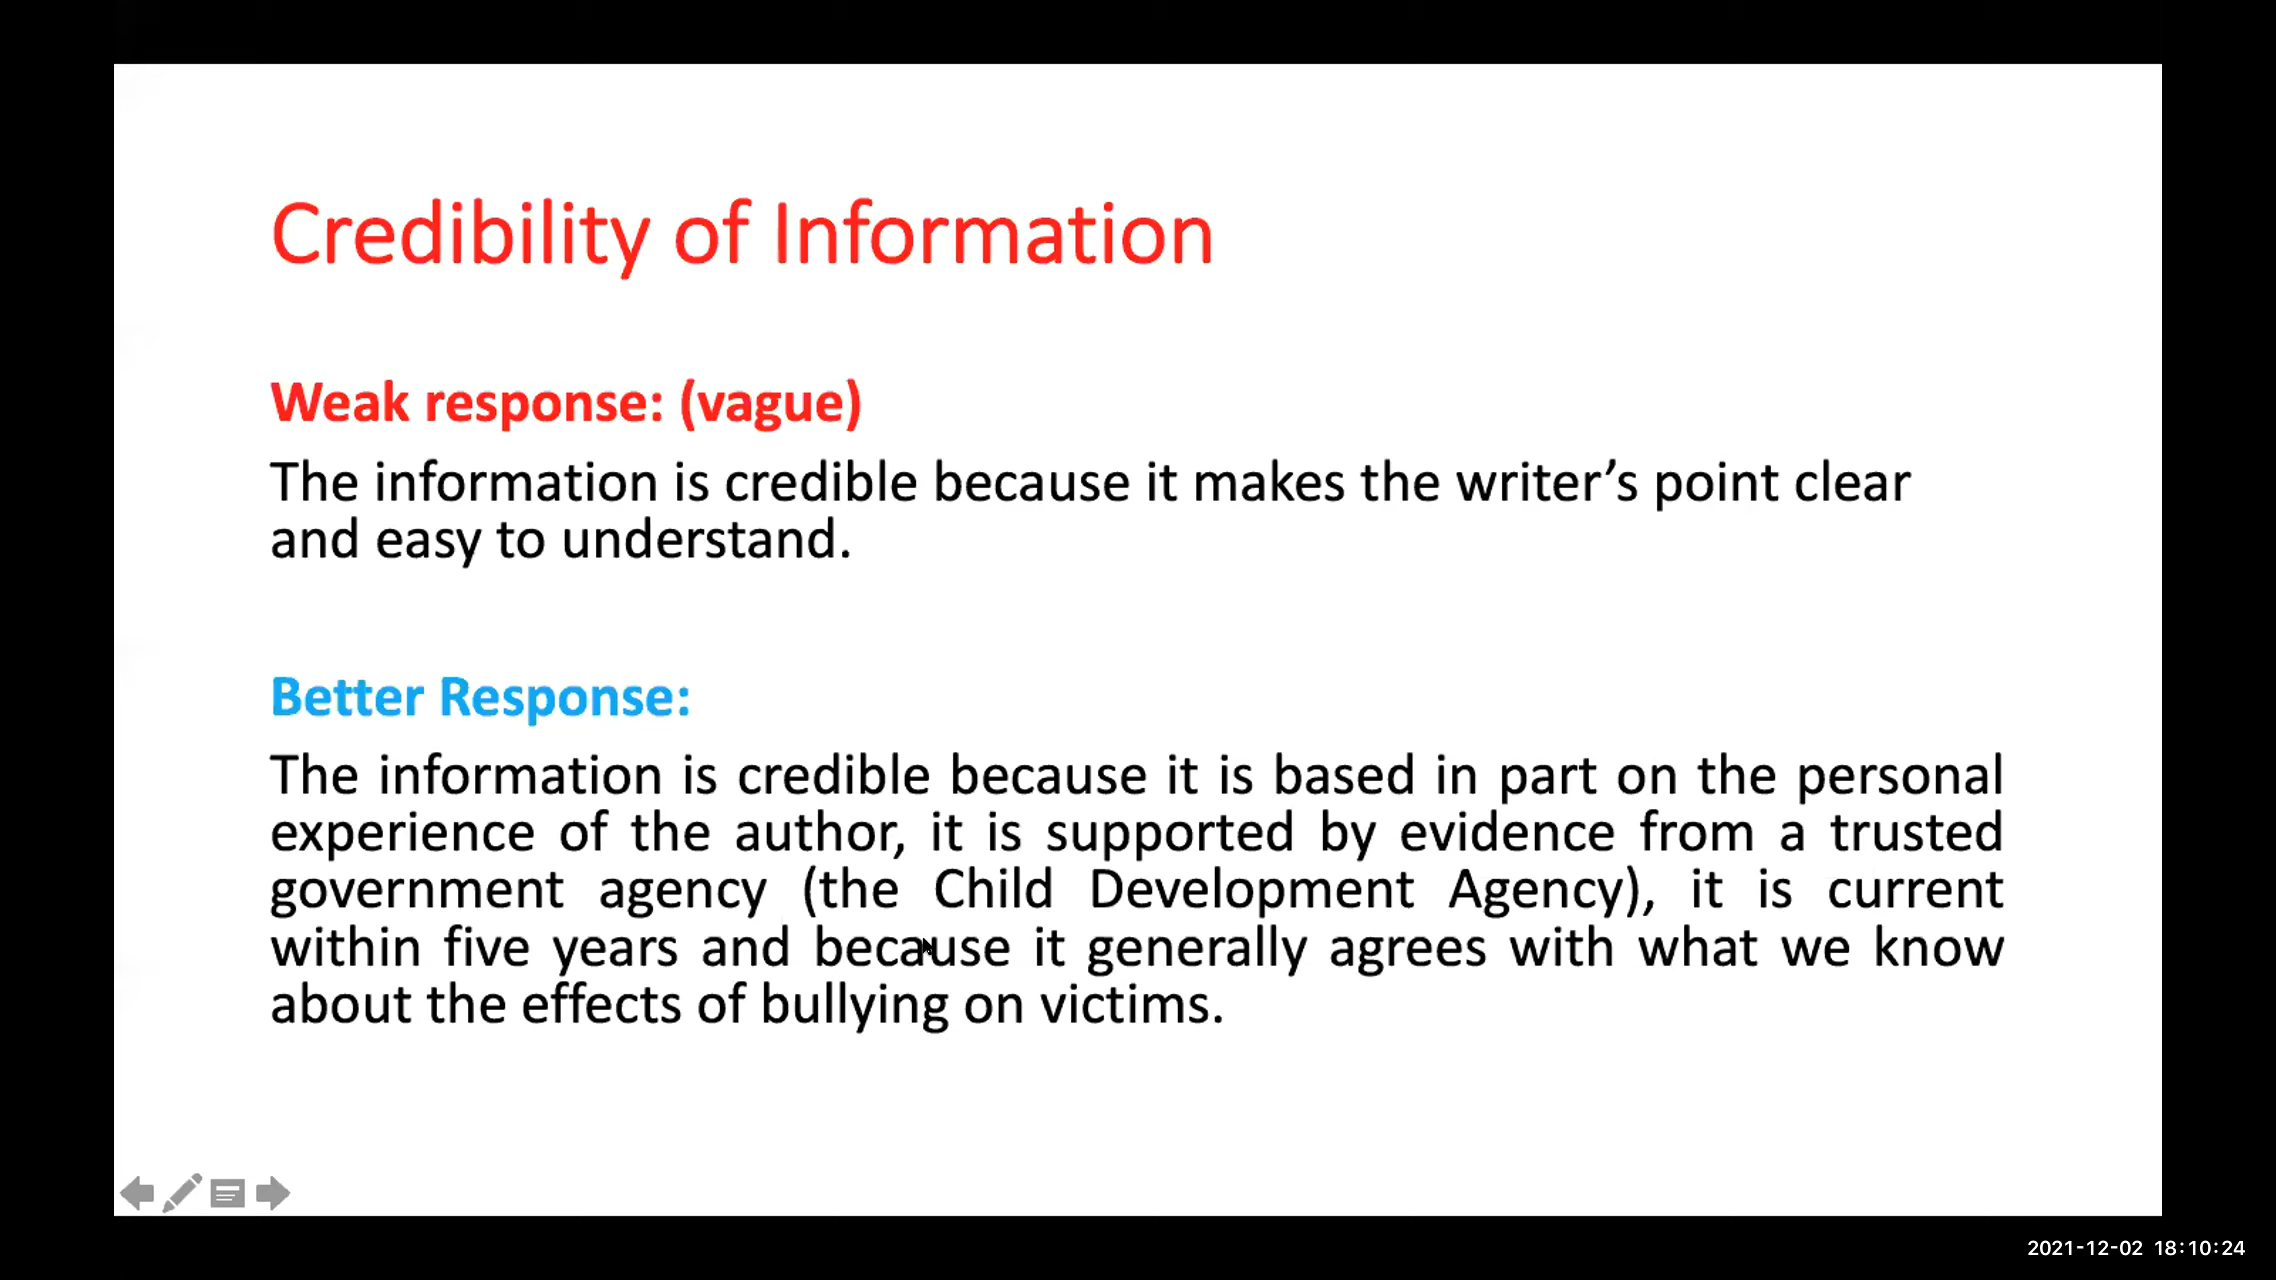 Credibility of Information
Weak response: (vague)
The information is credible because it makes the writer’s point clear
and easy to understand.
Better Response:
The information is credible because it is based in part on the personal
experience of the author, it is supported by evidence from a trusted
government agency (the Child Development Agency), it is current
within five years and because it generally agrees with what we know
about the effects of bullying on victims.
2021-12-02 18:10:24